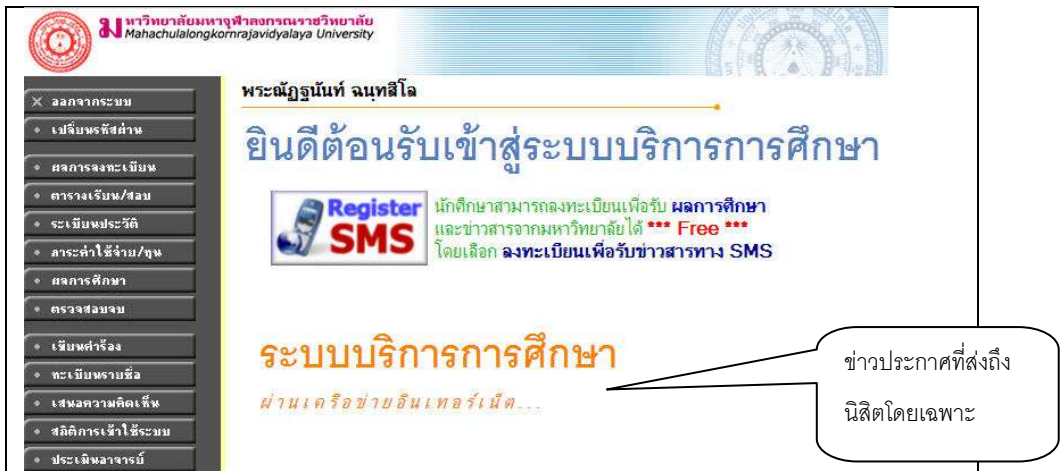 มหาวิทยาลัยมหาจุฬาลงกรณราชวิทยาลัย
Mahachulalongkornrajavidyalaya University
พระณัฏฐนันท์ ฉนฺทสีโล
ออกจากระบบ
เปลี่ยนรหัสผ่าน
ผลการลงทะเบียน
ตารางเรียน/สอบ
ระเบียนประวัติ
ภาระค่าใช้จ่าย/ทุน
ผลการศึกษา
ตรวจสอบจบ
เขียนคำร้อง
ทะเบียนรายชื่อ
เสนอความคิดเห็น
สถิติการเข้าใช้ระบบ
ประเมินอาจารย์
ยินดีต้อนรับเข้าสู่ระบบบริการการศึกษา
Register
SMS
นักศึกษาสามารถลงทะเบียนเพื่อรับ ผลการศึกษา
และข่าวสารจากมหาวิทยาลัยได้ *** Free ***
โดยเลือก ลงทะเบียนเพื่อรับข่าวสารทาง SMS
ระบบบริการการศึกษา
ผ่านเครือข่ายอินเทอร์เน็ต...
ข่าวประกาศที่ส่งถึง
นิสิตโดยเฉพาะ